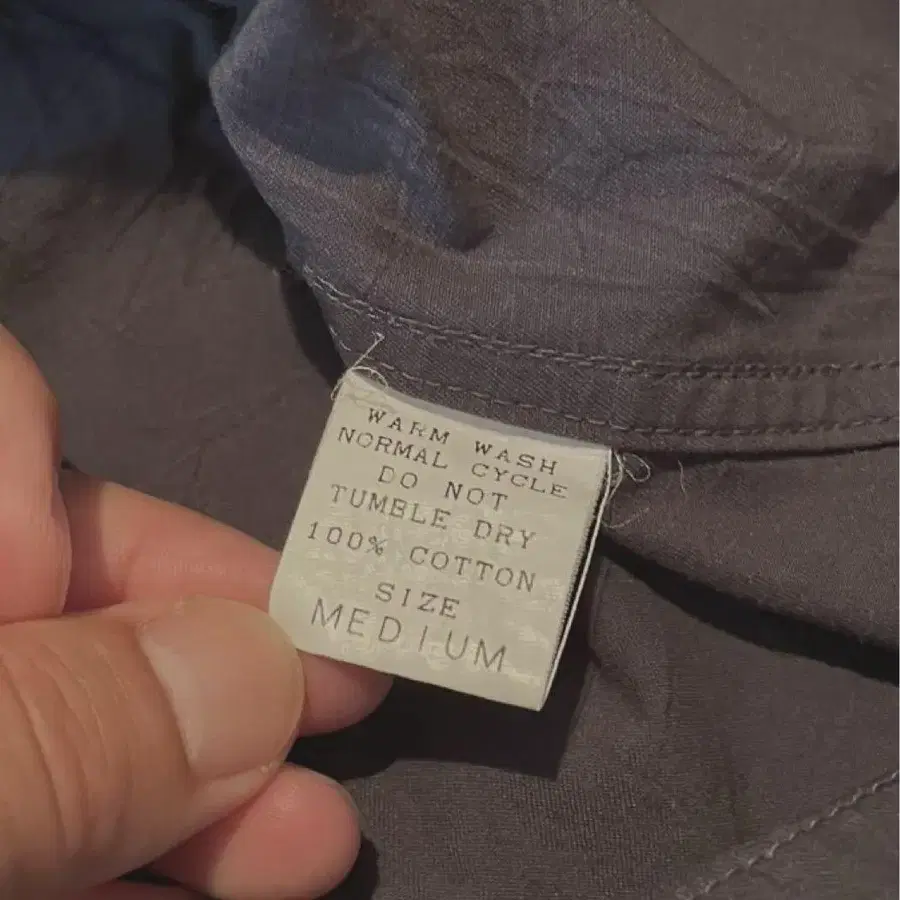 WARM WASH
NORMAL CYCLE
DO NOT
TUMBLE DRY
100% COTTON
SIZE
MEDIUM